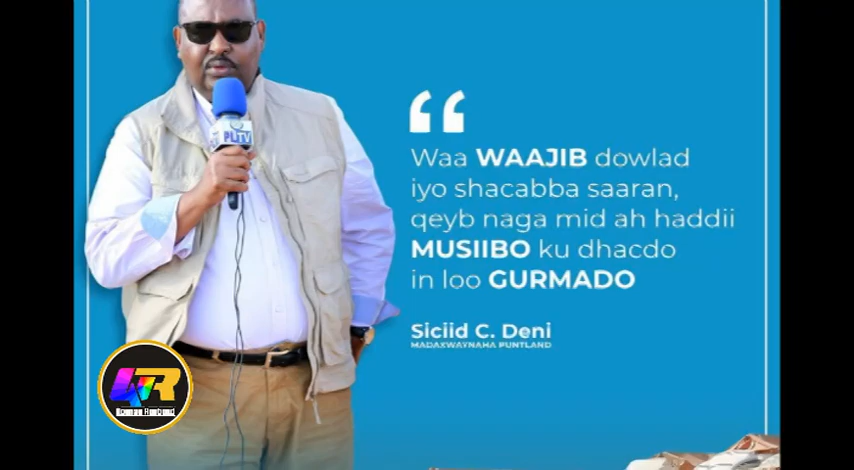 PLTV
“
Waa WAAJIB dowlad
iyo shacabba saaran,
qeyb naga mid ah haddii
MUSIIBO ku dhacdo
in loo GURMADO
Siciid C. Deni
MADAXWAYNAHA PUNTLAND